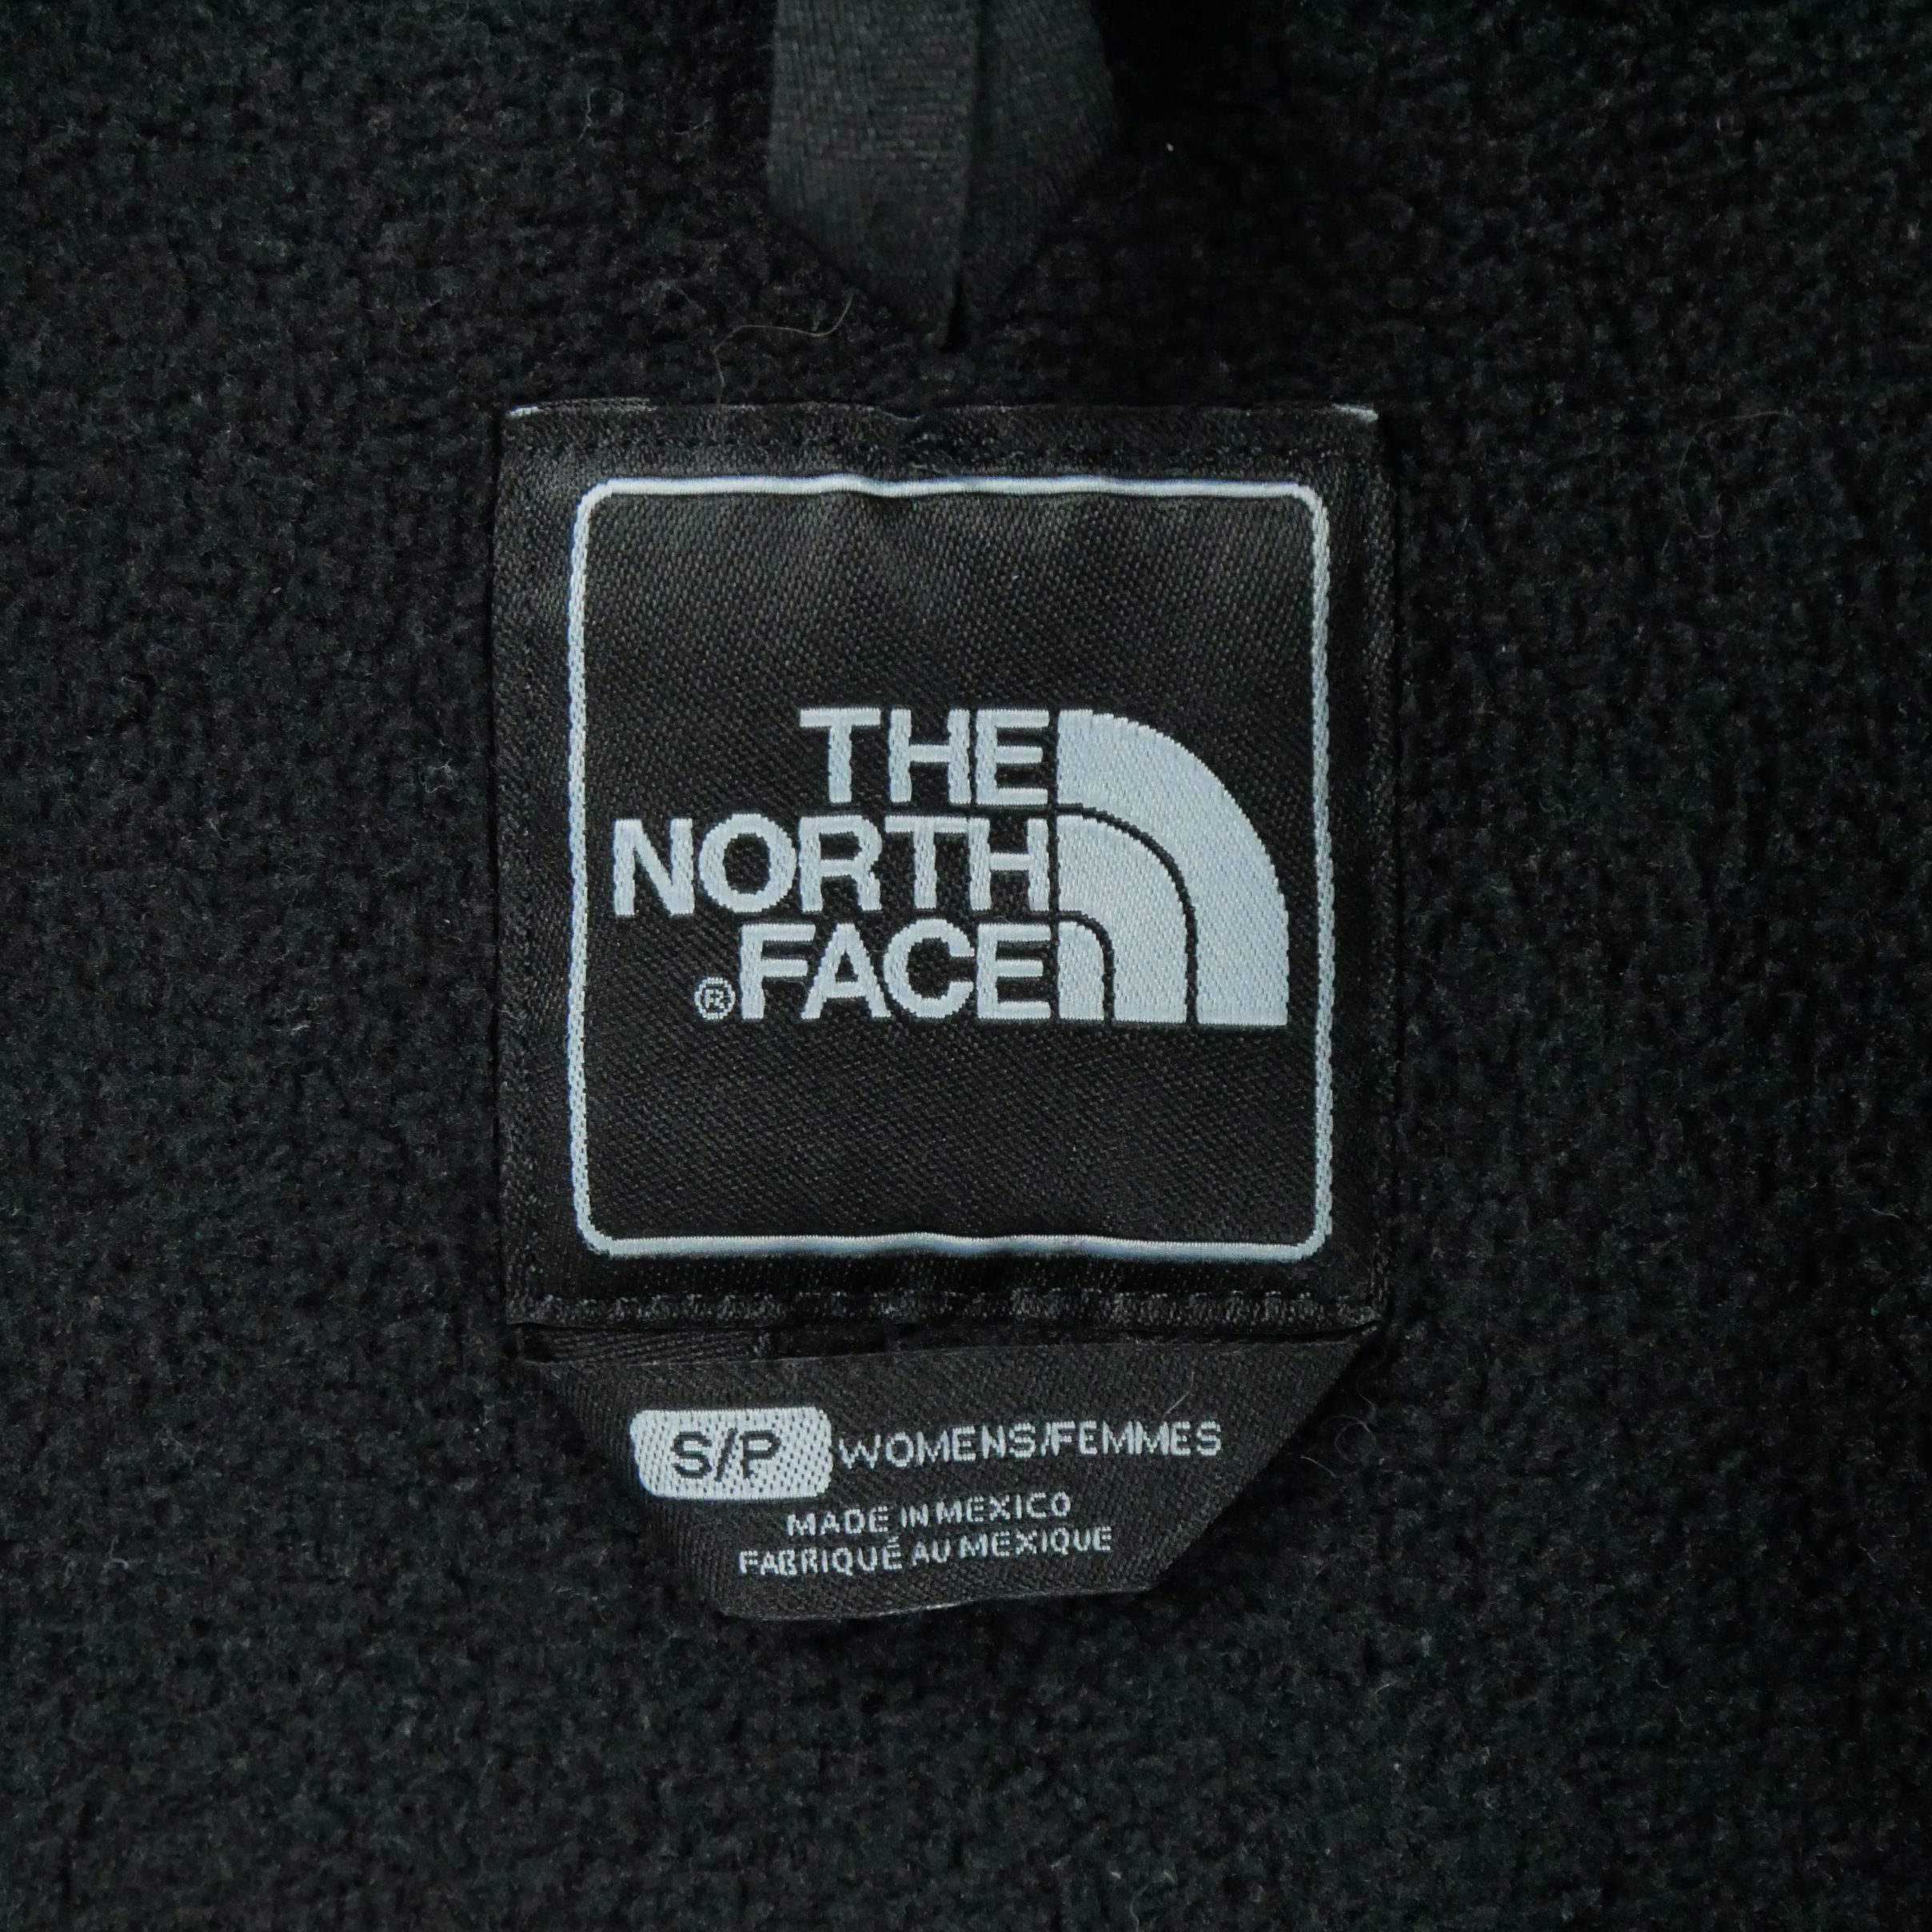 THE
NORTH
®FACE
S/P WOMENS/FEMMES
MADE IN MEXICO
FABRIQUÉ AU MEXIQUE